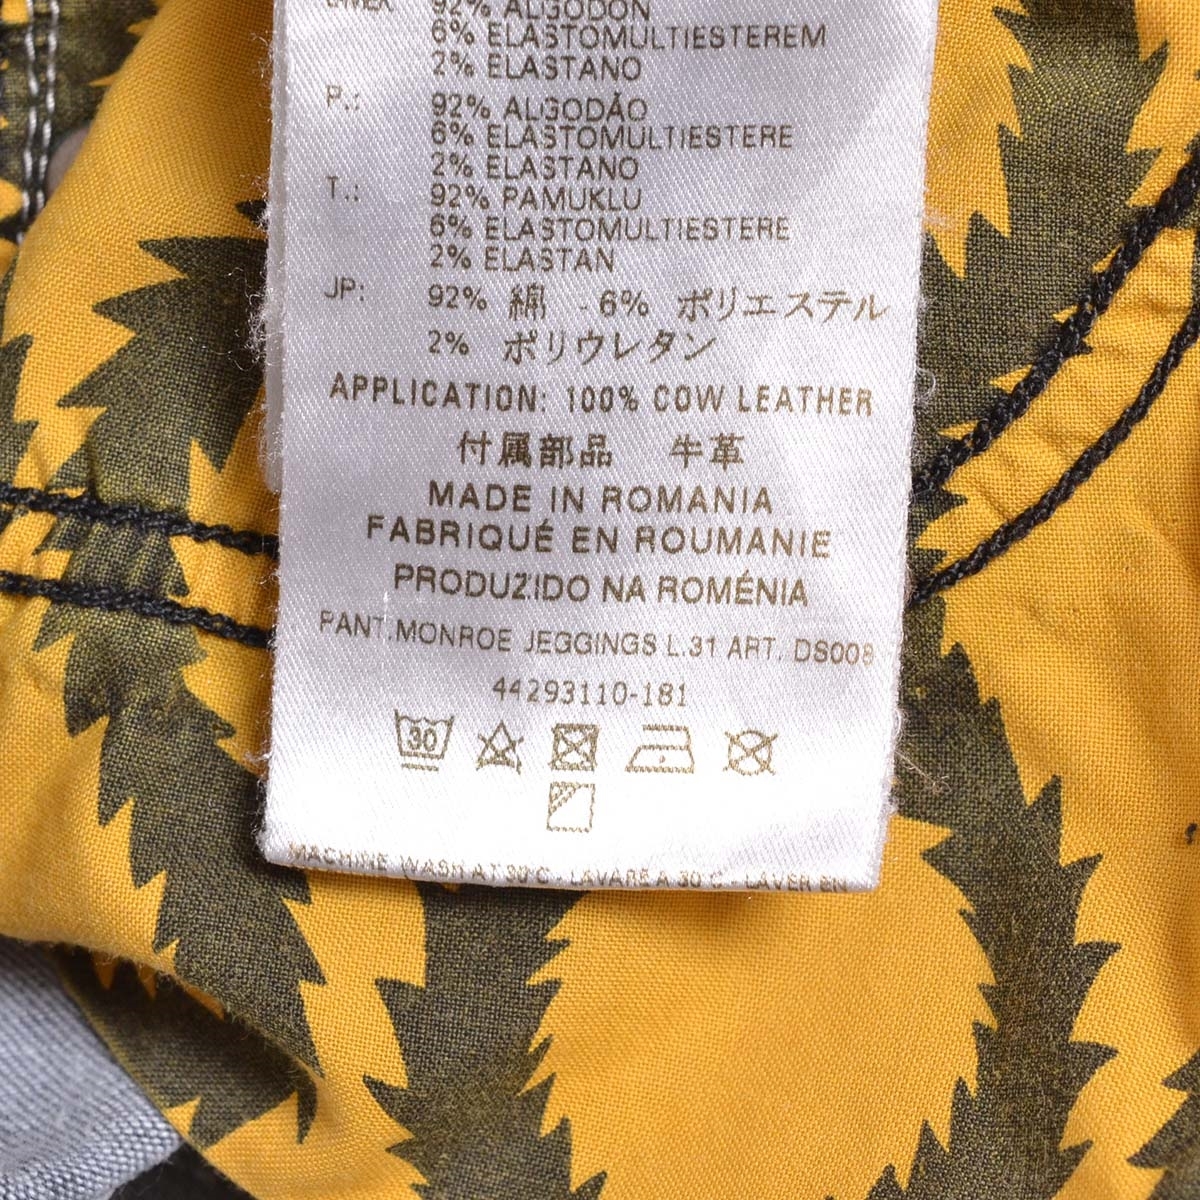 92% ALGODÓN
6% ELASTOMULTIESTEREM
2% ELASTANO
P.: 92% ALGODÃO
6% ELASTOMULTIESTERE
2% ELASTANO
T.: 92% PAMUKLU
6% ELASTOMULTIESTERE
2% ELASTAN
JP: 92% 綿 - 6% ポリエステル
2% ポリウレタン
APPLICATION: 100% COW LEATHER
付属部品 牛革
MADE IN ROMANIA
FABRIQUÉ EN ROUMANIE
PRODUZIDO NA ROMÉNIA
PANT.MONROE JEGGINGS L.31 ART. DS008
44293110-181
30
MACHINE WASH AT 30°C - LAVARE A 30°C - LAVER EN